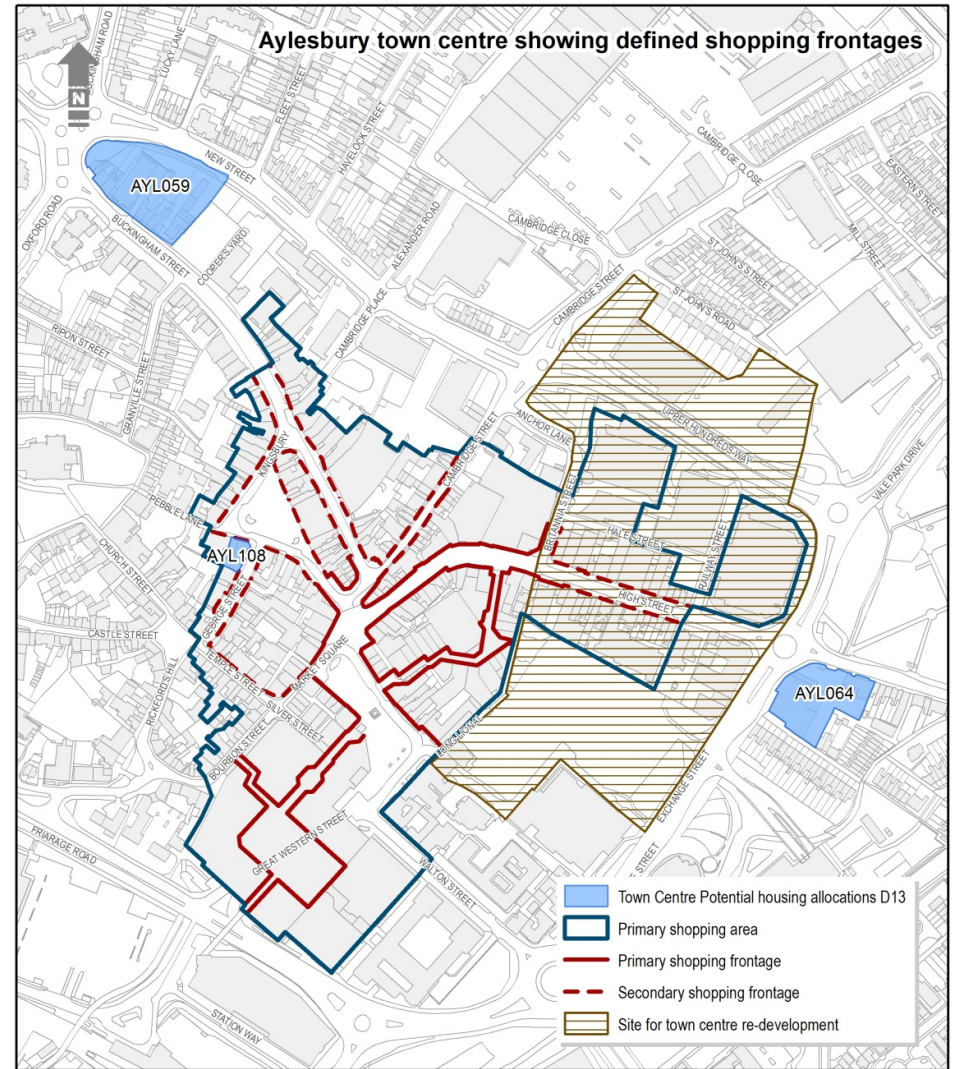 Aylesbury town centre showing defined shopping frontages
N
BUCKINGHAM ROAD
LUCKY LANE
FLEET STREET
HAVELOCK STREET
NEW STREET
AYL059
OXFORD ROAD
BUCKINGHAM STREET
COOPER'S YARD
ALEXANDER ROAD
CAMBRIDGE CLOSE
EASTERN STREET
MILL STREET
CAMBRIDGE CLOSE
ST JOHN'S STREET
ST JOHN'S ROAD
CAMBRIDGE STREET
CAMBRIDGE PLACE
RIPON STREET
GRANVILLE STREET
ANCHOR LANE
UPPER HUNDREDS WAY
VALE PARK DRIVE
KINGSBURY
CAMBRIDGE STREET
PEBBLE LANE
BRITANNIA STREET
HALE STREET
RAILWAY STREET
AYL108
CHURCH STREET
GEORGE STREET
HIGH STREET
CASTLE STREET
TEMPLE STREET
MARKET SQUARE
RICKFORDS HILL
SILVER STREET
AYL064
BOURBON STREET
LONG LIONAL
EXCHANGE STREET
GREAT WESTERN STREET
FRIARAGE ROAD
WALTON STREET
STATION WAY
Town Centre Potential housing allocations D13
Primary shopping area
Primary shopping frontage
Secondary shopping frontage
Site for town centre re-development